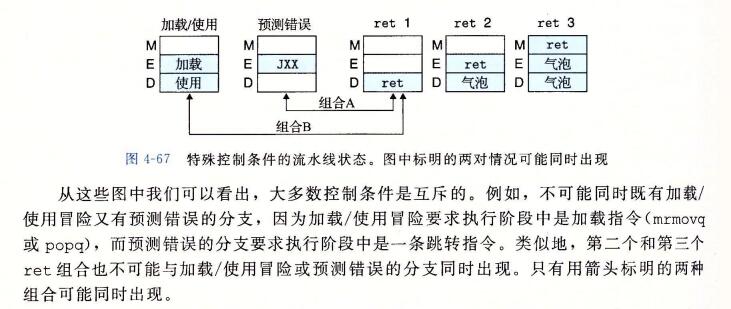 加载/使用 预测错误 ret 1 ret 2 ret 3
M M M M M ret
E 加载 E JXX E E ret E 气泡
D 使用 D D ret D 气泡 D 气泡
组合A
组合B
图 4-67 特殊控制条件的流水线状态。图中标明的两对情况可能同时出现
从这些图中我们可以看出，大多数控制条件是互斥的。例如，不可能同时既有加载/
使用冒险又有预测错误的分支，因为加载/使用冒险要求执行阶段中是加载指令(mrmovq
或 popq)，而预测错误的分支要求执行阶段中是一条跳转指令。类似地，第二个和第三个
ret 组合也不可能与加载/使用冒险或预测错误的分支同时出现。只有用箭头标明的两种
组合可能同时出现。